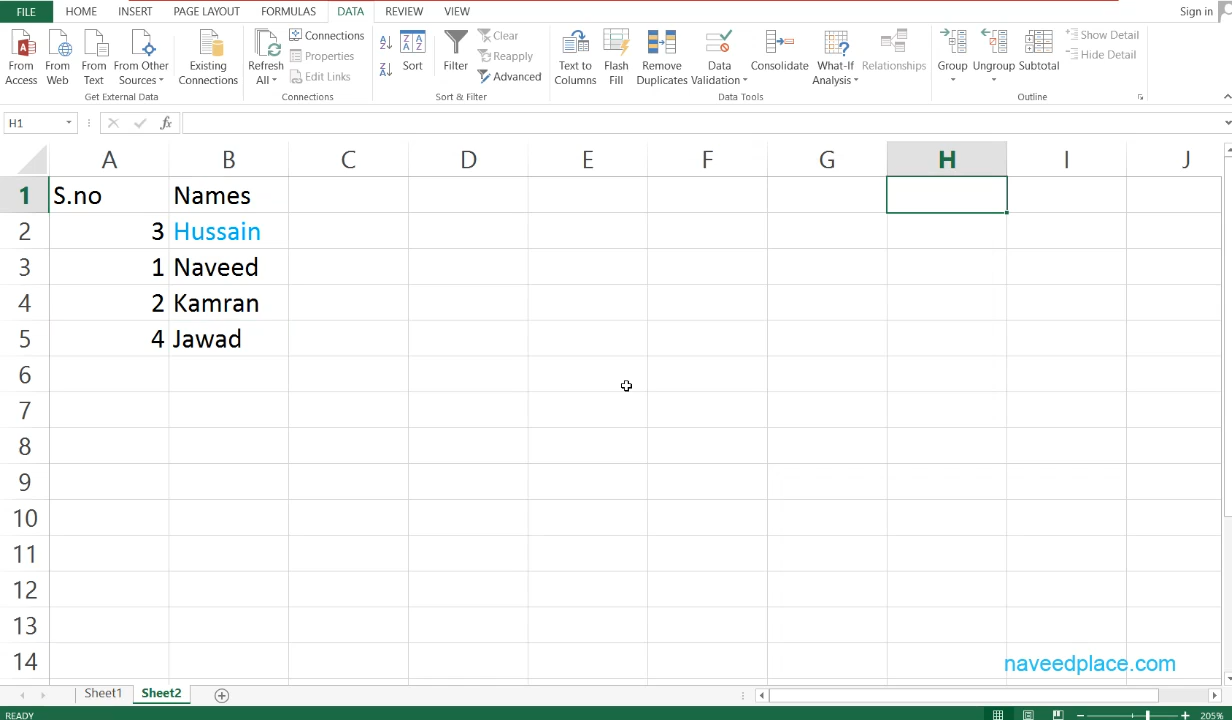 FILE HOME INSERT PAGE LAYOUT FORMULAS DATA REVIEW VIEW Sign in
From Access From Web From Text From Other Sources Existing Connections Refresh All Connections Properties Edit Links Sort Filter Clear Reapply Advanced Text to Columns Flash Fill Remove Duplicates Data Validation Consolidate What-If Analysis Relationships Group Ungroup Subtotal Show Detail Hide Detail
Get External Data Connections Sort & Filter Data Tools Outline
H1 fx
A B C D E F G H I J
1 S.no Names
2 3 Hussain
3 1 Naveed
4 2 Kamran
5 4 Jawad
6
7
8
9
10
11
12
13
14
naveedplace.com
Sheet1 Sheet2
READY 205%